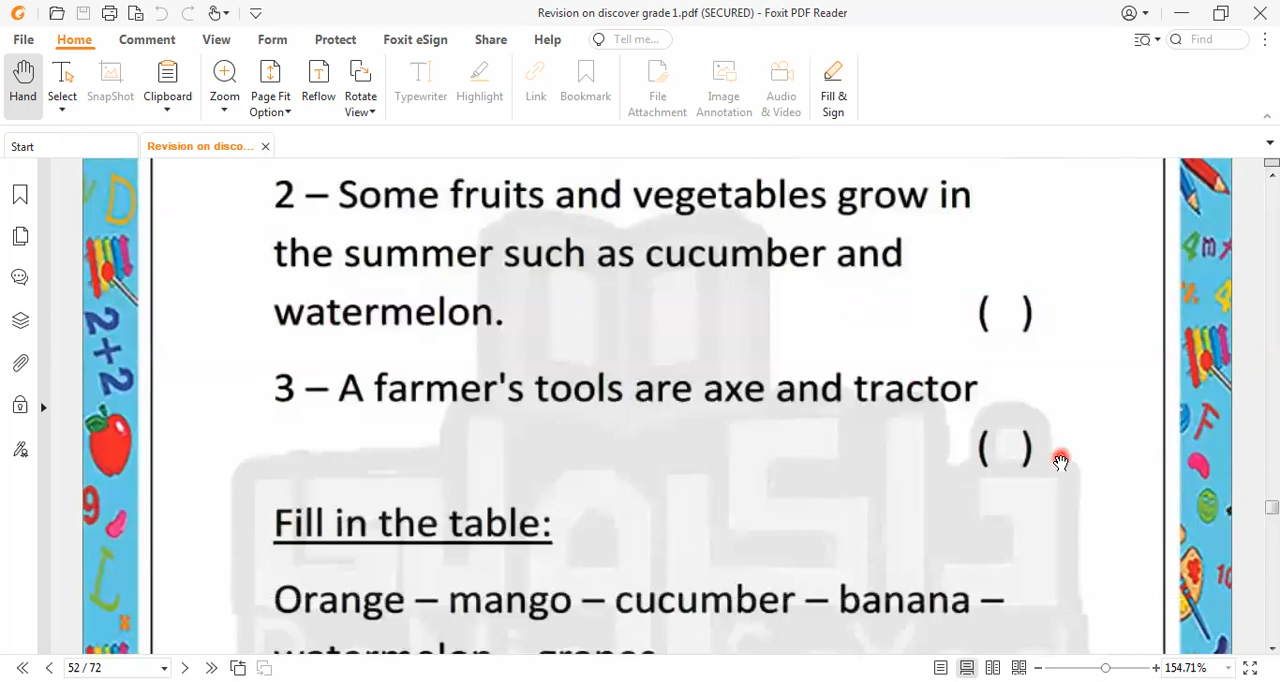 Revision on discover grade 1.pdf (SECURED) - Foxit PDF Reader
File Home Comment View Form Protect Foxit eSign Share Help Tell me... Find
Hand Select SnapShot Clipboard Zoom Page Fit Option Reflow Rotate View Typewriter Highlight Link Bookmark File Attachment Image Annotation Audio & Video Fill & Sign
Start Revision on disco...
2 – Some fruits and vegetables grow in
the summer such as cucumber and
watermelon. ( )
3 – A farmer's tools are axe and tractor
( )
Fill in the table:
Orange – mango – cucumber – banana –
52 / 72 154.71%